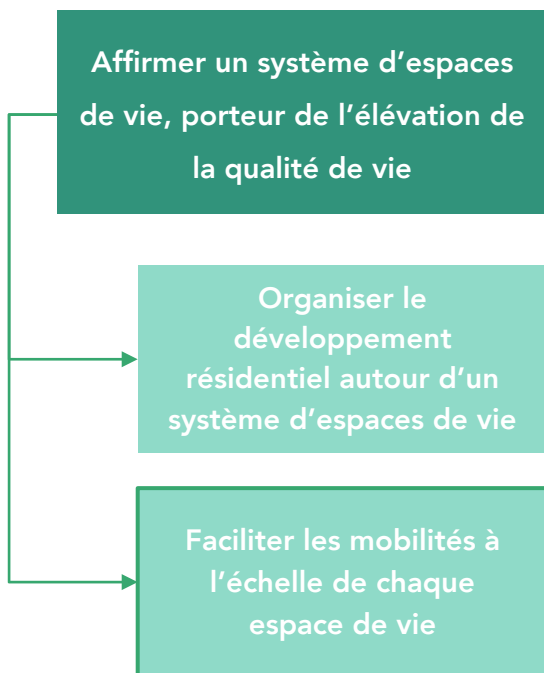 Affirmer un système d’espaces
de vie, porteur de l’élévation de
la qualité de vie
Organiser le
développement
résidentiel autour d’un
système d’espaces de vie
Faciliter les mobilités à
l’échelle de chaque
espace de vie